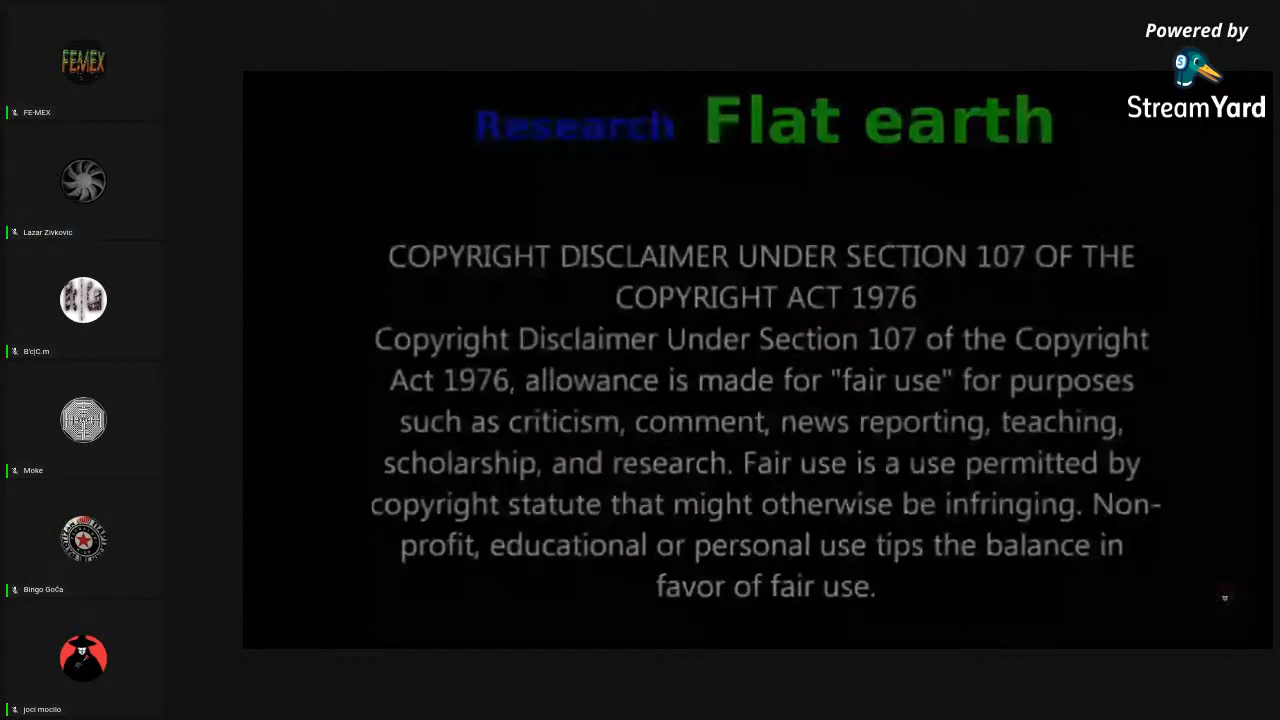 Powered by
StreamYard
FEMEX
FE-MEX
Lazar Zivkovic
B'c|C.m
Moke
Bingo Goča
joci mocilo
Research Flat earth
COPYRIGHT DISCLAIMER UNDER SECTION 107 OF THE
COPYRIGHT ACT 1976
Copyright Disclaimer Under Section 107 of the Copyright
Act 1976, allowance is made for "fair use" for purposes
such as criticism, comment, news reporting, teaching,
scholarship, and research. Fair use is a use permitted by
copyright statute that might otherwise be infringing. Non-
profit, educational or personal use tips the balance in
favor of fair use.